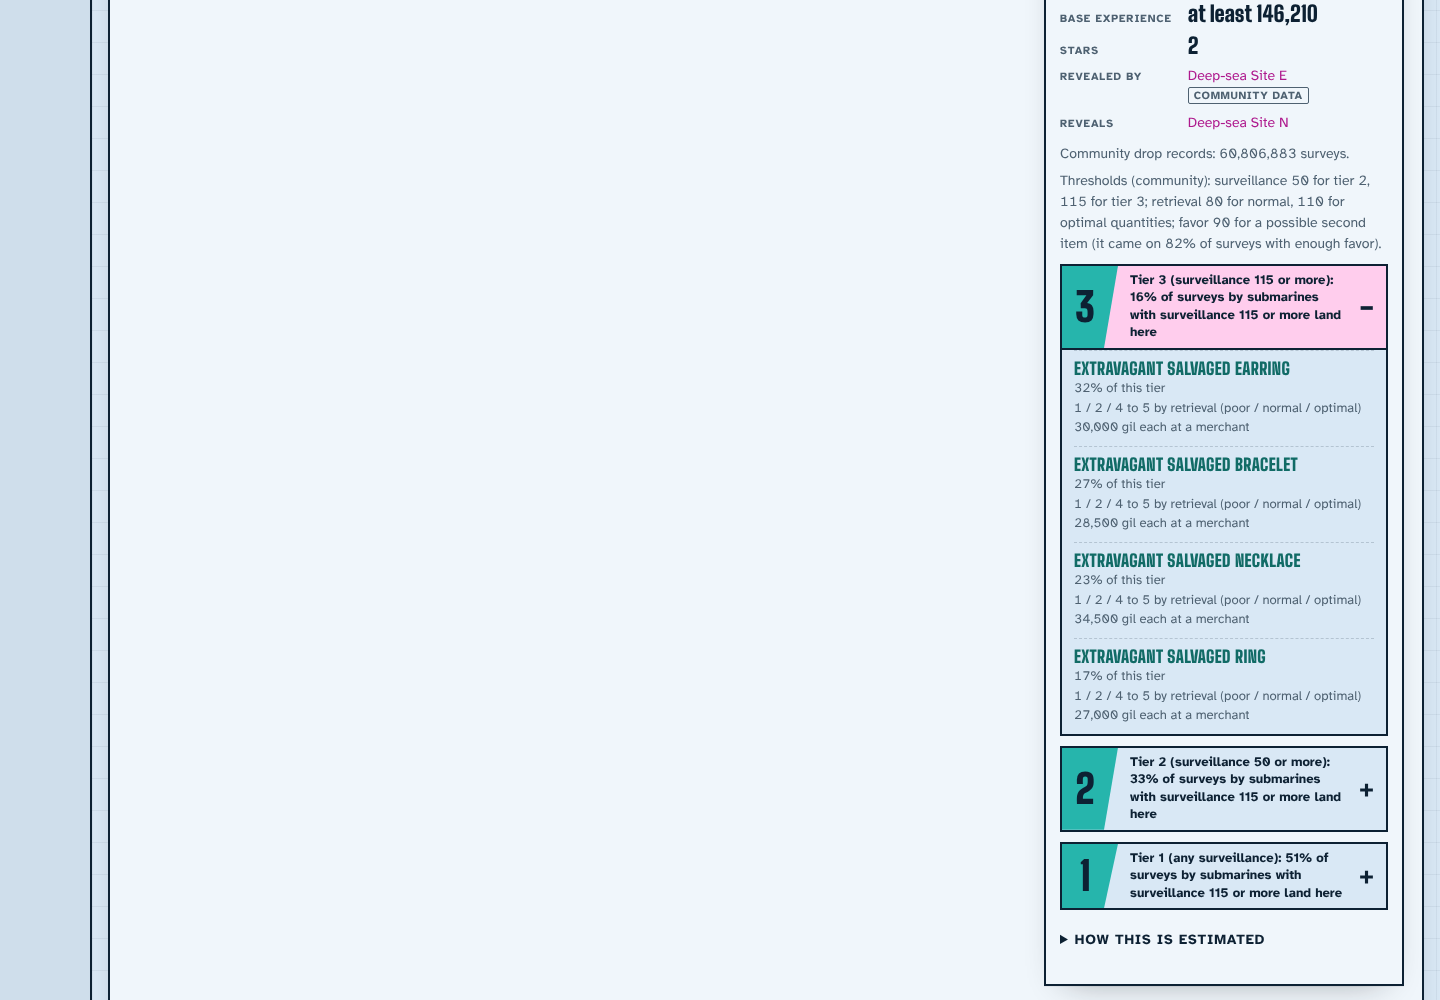 BASE EXPERIENCE at least 146,210
STARS 2
REVEALED BY Deep-sea Site E
COMMUNITY DATA
REVEALS Deep-sea Site N
Community drop records: 60,806,883 surveys.
Thresholds (community): surveillance 50 for tier 2,
115 for tier 3; retrieval 80 for normal, 110 for
optimal quantities; favor 90 for a possible second
item (it came on 82% of surveys with enough favor).
3
Tier 3 (surveillance 115 or more):
16% of surveys by submarines
with surveillance 115 or more land
here
−
EXTRAVAGANT SALVAGED EARRING
32% of this tier
1 / 2 / 4 to 5 by retrieval (poor / normal / optimal)
30,000 gil each at a merchant
EXTRAVAGANT SALVAGED BRACELET
27% of this tier
1 / 2 / 4 to 5 by retrieval (poor / normal / optimal)
28,500 gil each at a merchant
EXTRAVAGANT SALVAGED NECKLACE
23% of this tier
1 / 2 / 4 to 5 by retrieval (poor / normal / optimal)
34,500 gil each at a merchant
EXTRAVAGANT SALVAGED RING
17% of this tier
1 / 2 / 4 to 5 by retrieval (poor / normal / optimal)
27,000 gil each at a merchant
2
Tier 2 (surveillance 50 or more):
33% of surveys by submarines
with surveillance 115 or more land
here
+
1
Tier 1 (any surveillance): 51% of
surveys by submarines with
surveillance 115 or more land here
+
▶ HOW THIS IS ESTIMATED